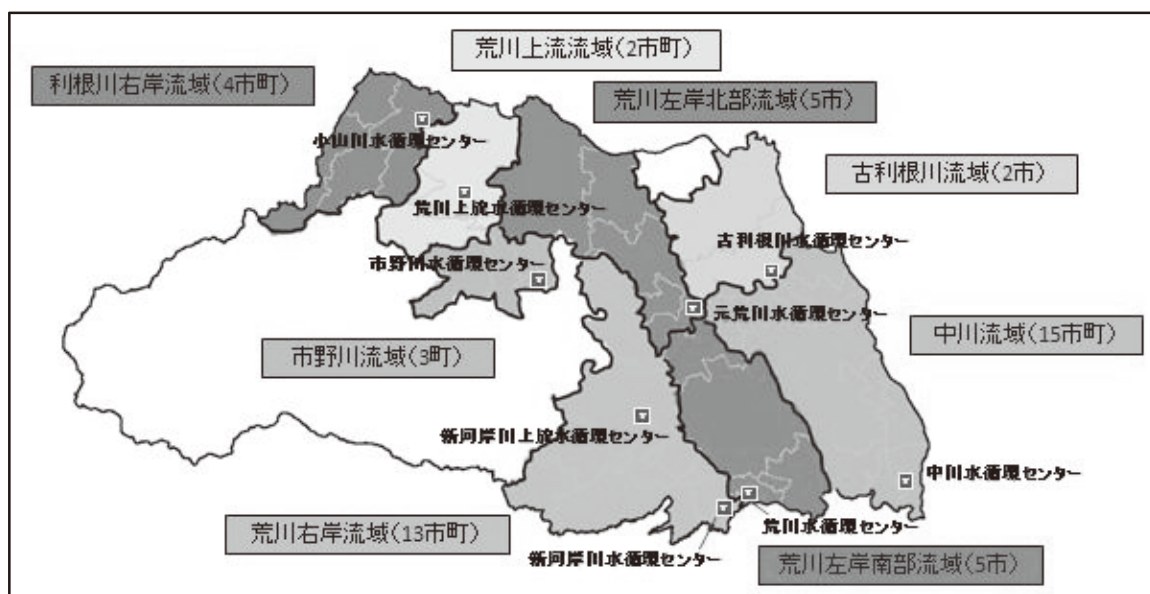 荒川上流流域(2市町)
利根川右岸流域(4市町)
荒川左岸北部流域(5市)
小山川水循環センター
古利根川流域(2市)
荒川上流水循環センター
古利根川水循環センター
市野川水循環センター
元荒川水循環センター
中川流域(15市町)
市野川流域(3町)
新河岸川上流水循環センター
中川水循環センター
荒川右岸流域(13市町)
荒川水循環センター
新河岸川水循環センター
荒川左岸南部流域(5市)